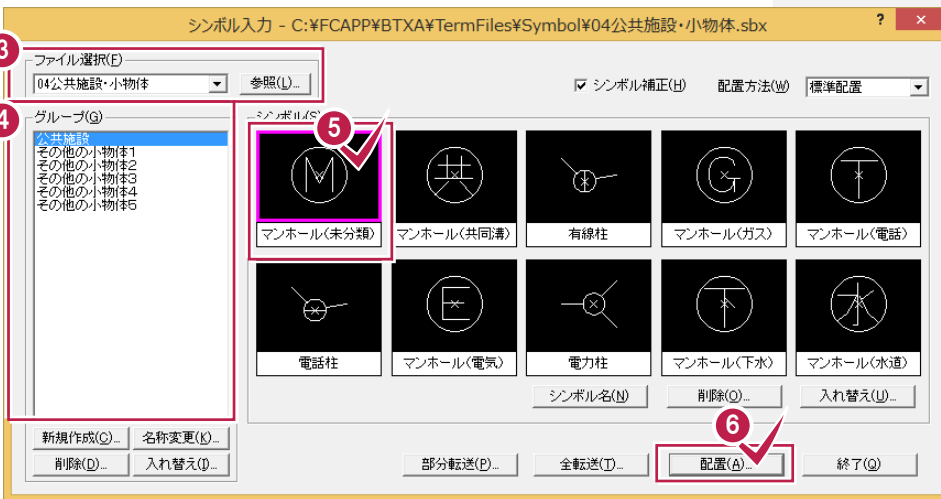 シンボル入力 - C:¥FCAPP¥BTXA¥TermFiles¥Symbol¥04公共施設・小物体.sbx
? ×
3
ファイル選択(F)
04公共施設・小物体
参照(L)...
シンボル補正(H)
配置方法(W)
標準配置
4
グループ(G)
公共施設
その他の小物体1
その他の小物体2
その他の小物体3
その他の小物体4
その他の小物体5
シンボル(S)
5
M
共
G
T
マンホール(未分類)
マンホール(共同溝)
有線柱
マンホール(ガス)
マンホール(電話)
E
下
水
電話柱
マンホール(電気)
電力柱
マンホール(下水)
マンホール(水道)
シンボル名(N)
削除(O)...
入れ替え(U)...
新規作成(C)...
名称変更(K)...
削除(D)...
入れ替え(I)...
部分転送(P)...
全転送(T)...
6
配置(A)...
終了(Q)